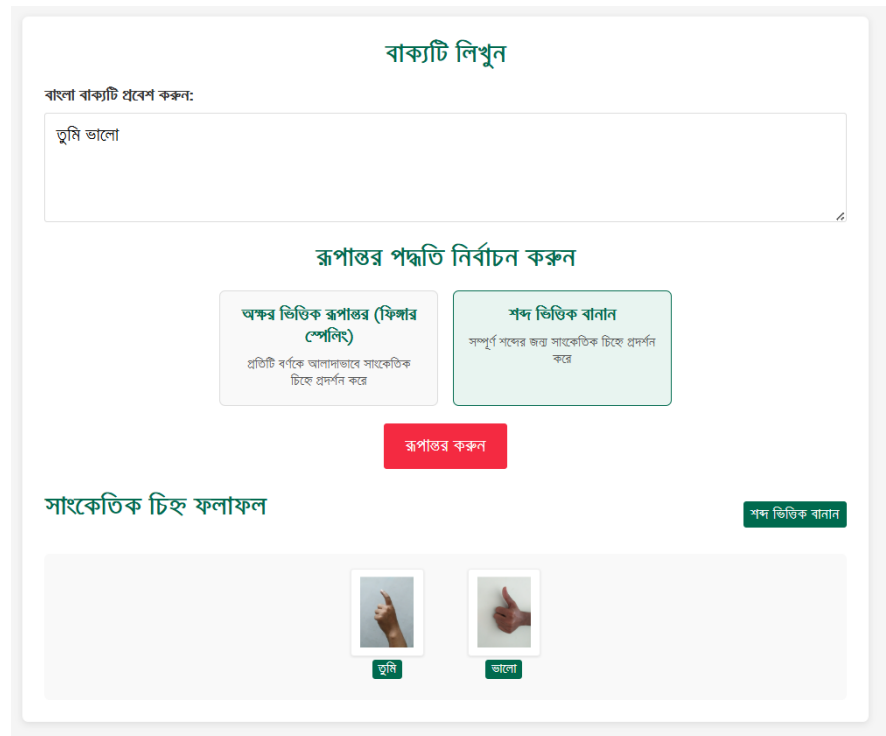 বাক্যটি লিখুন
বাংলা বাক্যটি প্রবেশ করুন:
তুমি ভালো
রূপান্তর পদ্ধতি নির্বাচন করুন
অক্ষর ভিত্তিক রূপান্তর (ফিঙ্গার
স্পেলিং)
প্রতিটি বর্ণকে আলাদাভাবে সাংকেতিক
চিহ্নে প্রদর্শন করে
শব্দ ভিত্তিক বানান
সম্পূর্ণ শব্দের জন্য সাংকেতিক চিহ্নে প্রদর্শন
করে
রূপান্তর করুন
সাংকেতিক চিহ্ন ফলাফল
শব্দ ভিত্তিক বানান
তুমি
ভালো